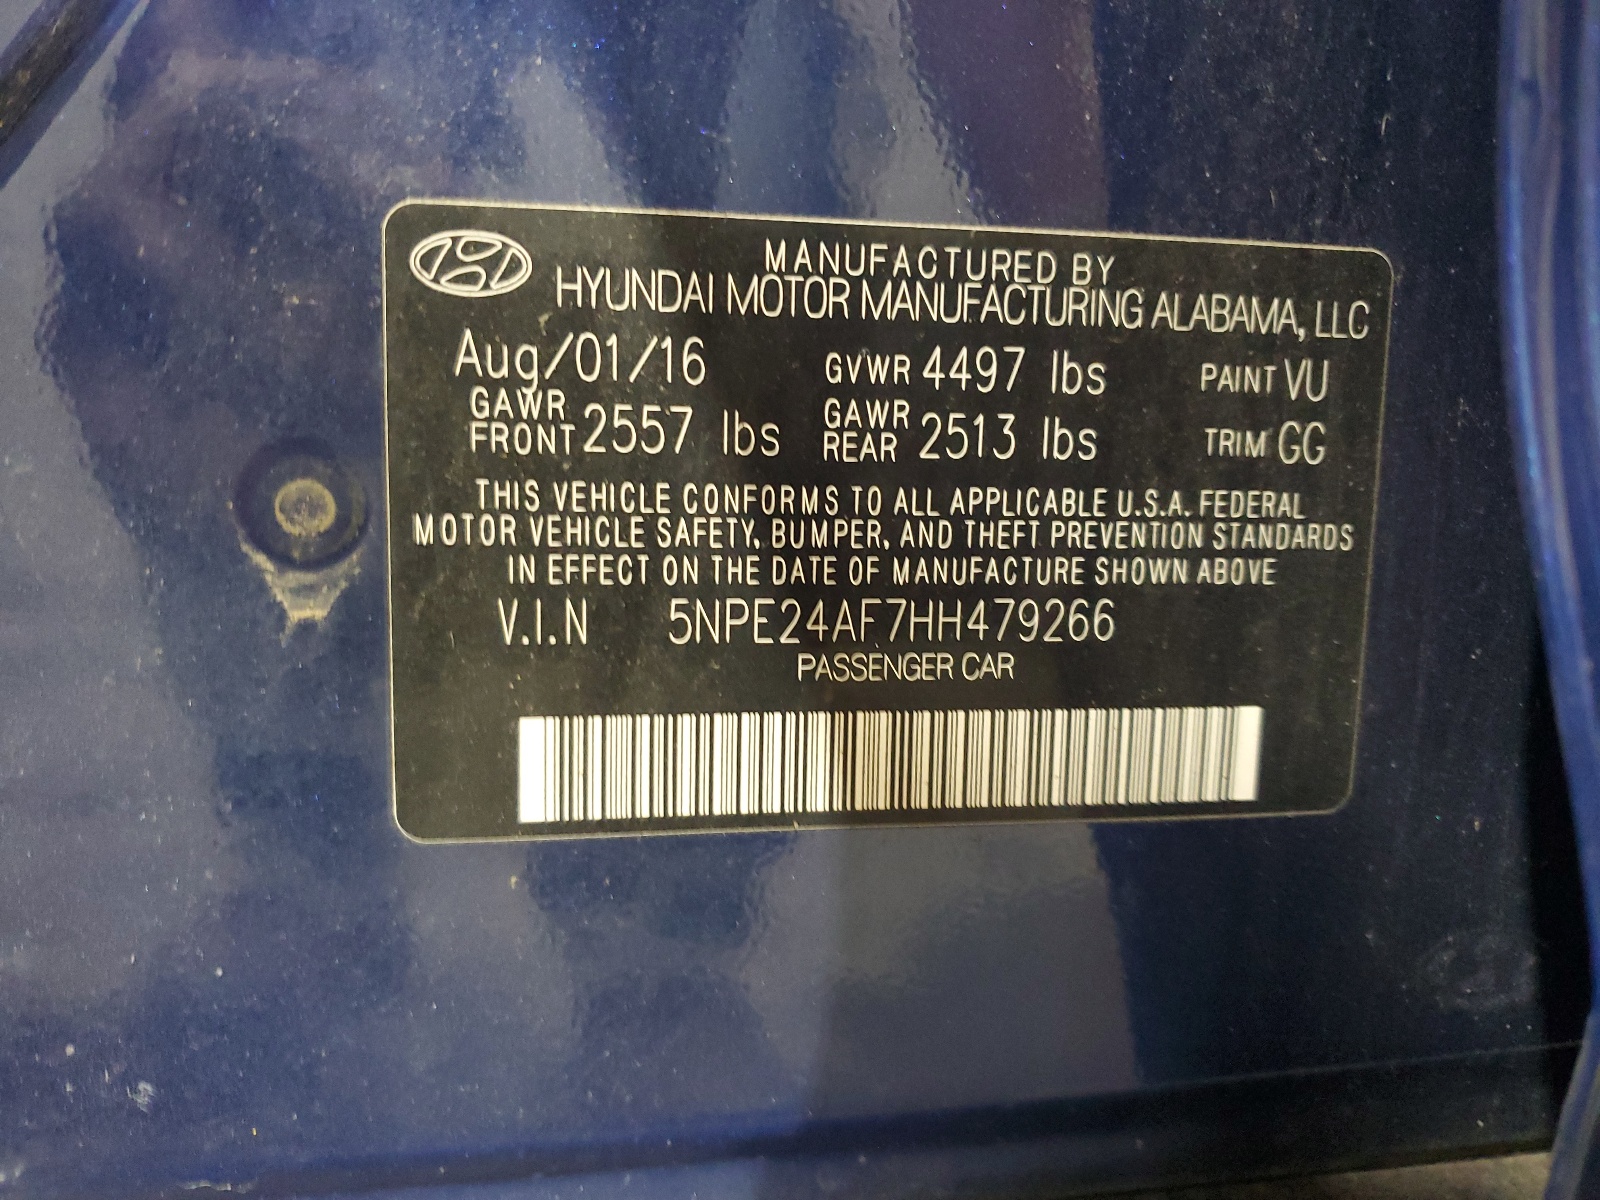 MANUFACTURED BY
HYUNDAI MOTOR MANUFACTURING ALABAMA, LLC
Aug/01/16 GVWR 4497 lbs PAINT VU
GAWR FRONT 2557 lbs GAWR REAR 2513 lbs TRIM GG
THIS VEHICLE CONFORMS TO ALL APPLICABLE U.S.A. FEDERAL
MOTOR VEHICLE SAFETY, BUMPER, AND THEFT PREVENTION STANDARDS
IN EFFECT ON THE DATE OF MANUFACTURE SHOWN ABOVE
V.I.N 5NPE24AF7HH479266
PASSENGER CAR